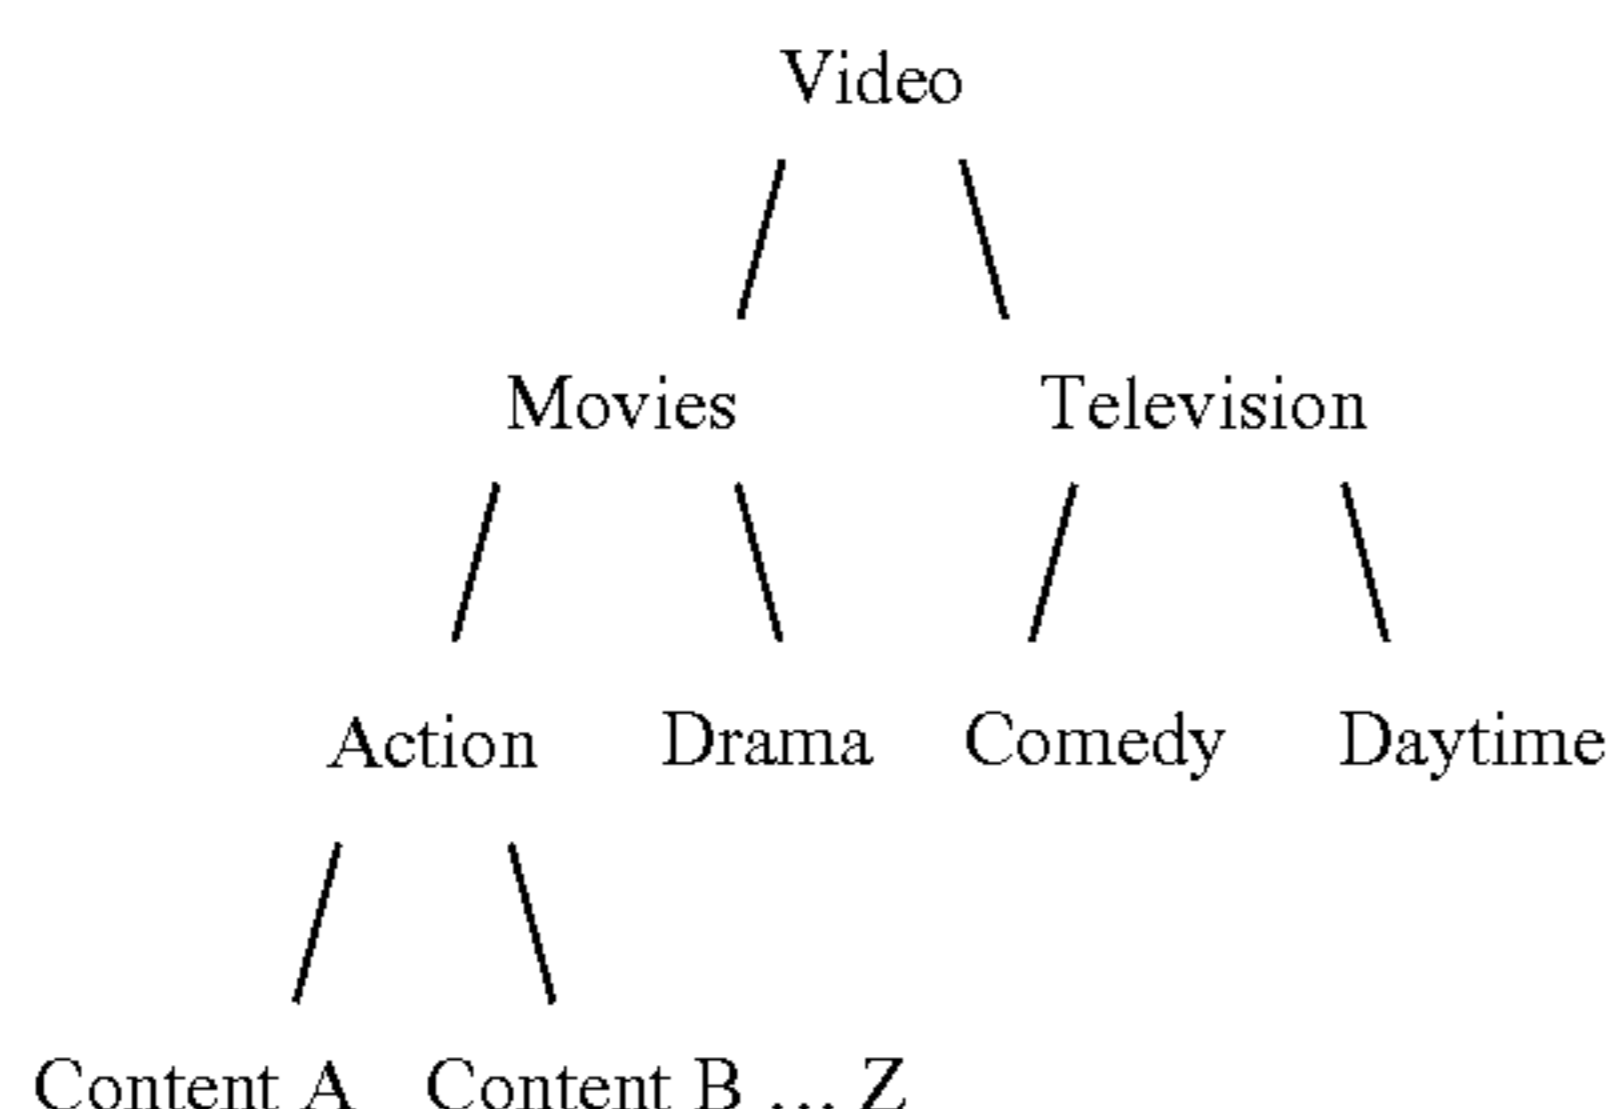 Video
Movies Television
Action Drama Comedy Daytime
Content A Content B ... Z